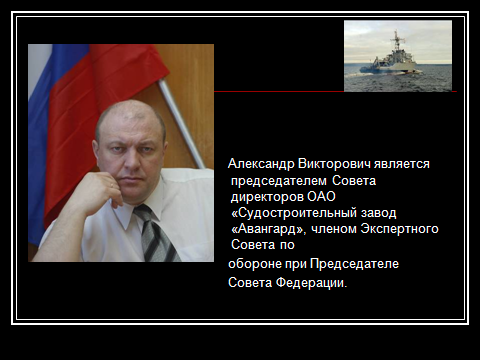 Александр Викторович является
председателем Совета
директоров ОАО
«Судостроительный завод
«Авангард», членом Экспертного
Совета по
обороне при Председателе
Совета Федерации.